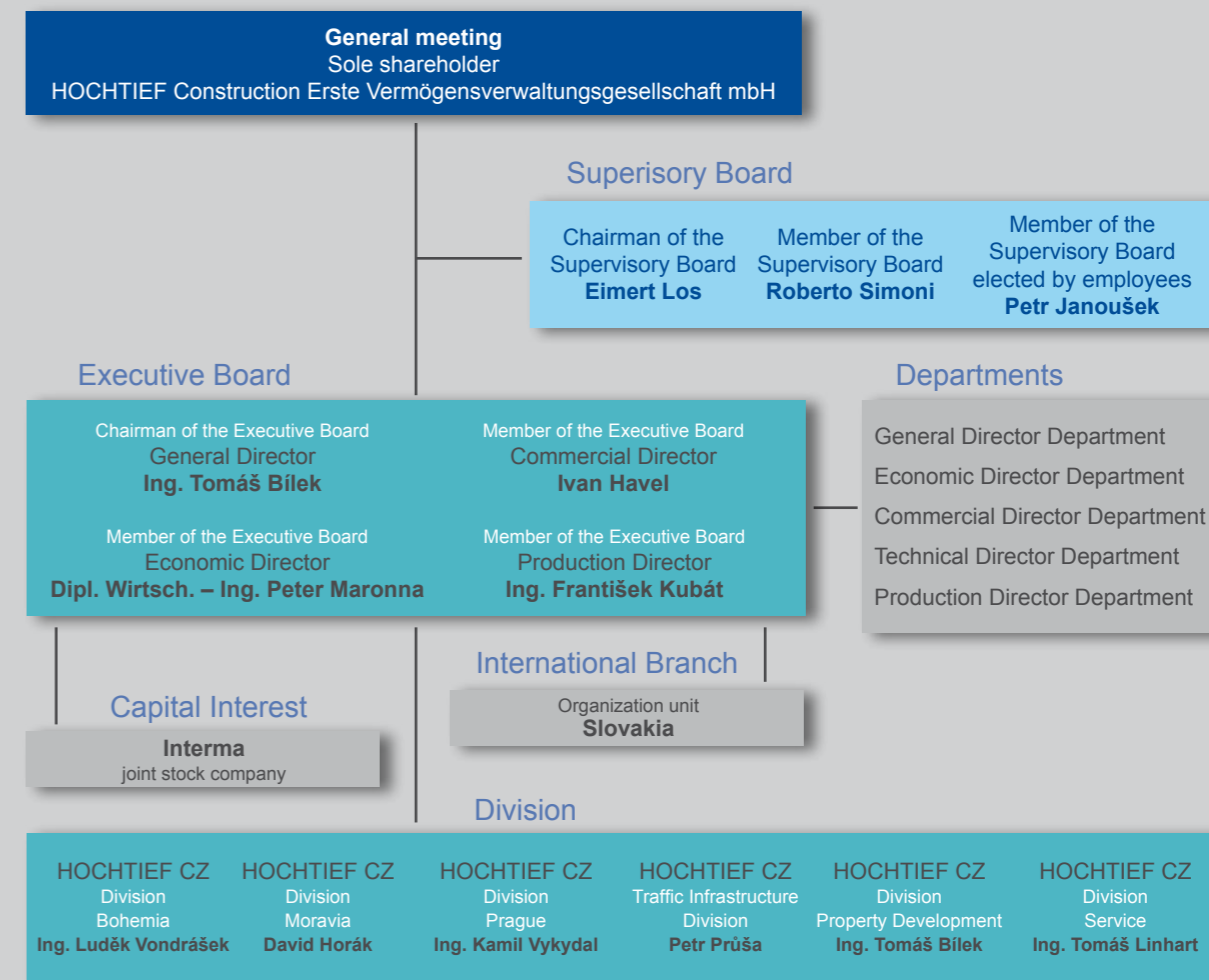 General meeting
Sole shareholder
HOCHTIEF Construction Erste Vermögensverwaltungsgesellschaft mbH
Superisory Board
Chairman of the
Supervisory Board
Eimert Los
Member of the
Supervisory Board
Roberto Simoni
Member of the
Supervisory Board
elected by employees
Petr Janoušek
Executive Board
Chairman of the Executive Board
General Director
Ing. Tomáš Bílek
Member of the Executive Board
Commercial Director
Ivan Havel
Member of the Executive Board
Economic Director
Dipl. Wirtsch. – Ing. Peter Maronna
Member of the Executive Board
Production Director
Ing. František Kubát
Departments
General Director Department
Economic Director Department
Commercial Director Department
Technical Director Department
Production Director Department
Capital Interest
Interma
joint stock company
International Branch
Organization unit
Slovakia
Division
HOCHTIEF CZ
Division
Bohemia
Ing. Luděk Vondrášek
HOCHTIEF CZ
Division
Moravia
David Horák
HOCHTIEF CZ
Division
Prague
Ing. Kamil Vykydal
HOCHTIEF CZ
Traffic Infrastructure
Division
Petr Průša
HOCHTIEF CZ
Division
Property Development
Ing. Tomáš Bílek
HOCHTIEF CZ
Division
Service
Ing. Tomáš Linhart